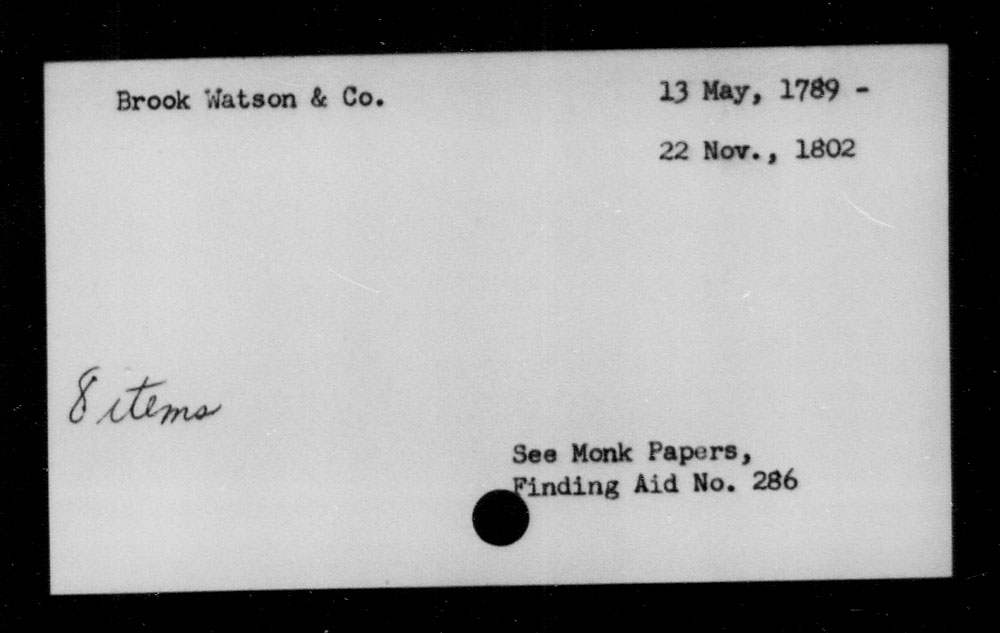 Brook Watson & Co.
13 May, 1789 -
22 Nov., 1802
8 items
See Monk Papers,
Finding Aid No. 286